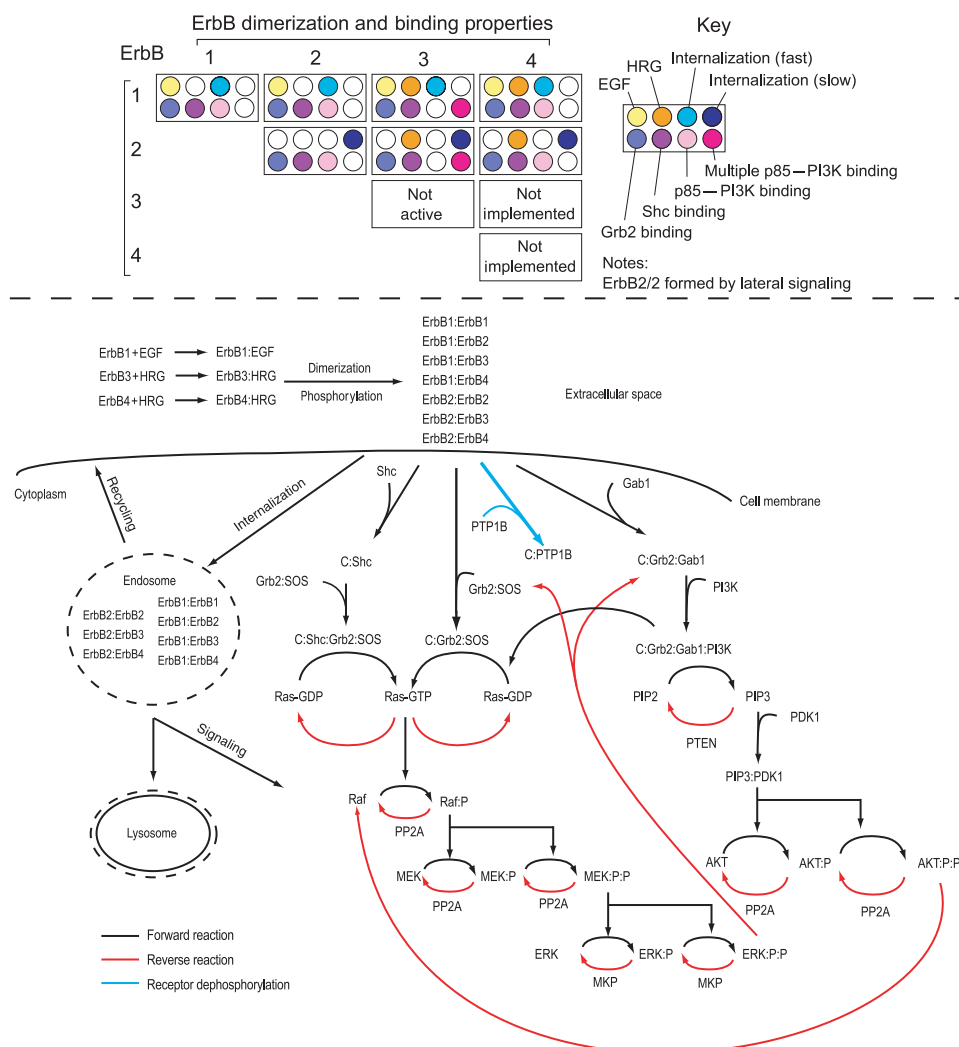 ErbB dimerization and binding properties
Key
ErbB
1
2
3
4
1
2
3
4
Not
active
Not
implemented
Not
implemented
EGF
HRG
Internalization (fast)
Internalization (slow)
Multiple p85—PI3K binding
p85—PI3K binding
Shc binding
Grb2 binding
Notes:
ErbB2/2 formed by lateral signaling
ErbB1+EGF
ErbB1:EGF
ErbB3+HRG
ErbB3:HRG
ErbB4+HRG
ErbB4:HRG
Dimerization
Phosphorylation
ErbB1:ErbB1
ErbB1:ErbB2
ErbB1:ErbB3
ErbB1:ErbB4
ErbB2:ErbB2
ErbB2:ErbB3
ErbB2:ErbB4
Extracellular space
Cytoplasm
Recycling
Internalization
Shc
PTP1B
C:PTP1B
Gab1
Cell membrane
Endosome
ErbB2:ErbB2
ErbB2:ErbB3
ErbB2:ErbB4
ErbB1:ErbB1
ErbB1:ErbB2
ErbB1:ErbB3
ErbB1:ErbB4
C:Shc
Grb2:SOS
Grb2:SOS
C:Grb2:Gab1
PI3K
C:Shc:Grb2:SOS
C:Grb2:SOS
C:Grb2:Gab1:PI3K
Ras-GDP
Ras-GTP
Ras-GDP
PIP2
PIP3
PTEN
PDK1
PIP3:PDK1
Signaling
Lysosome
Raf
Raf:P
PP2A
MEK
MEK:P
MEK:P:P
PP2A
PP2A
AKT
AKT:P
AKT:P:P
PP2A
PP2A
ERK
ERK:P
ERK:P:P
MKP
MKP
Forward reaction
Reverse reaction
Receptor dephosphorylation